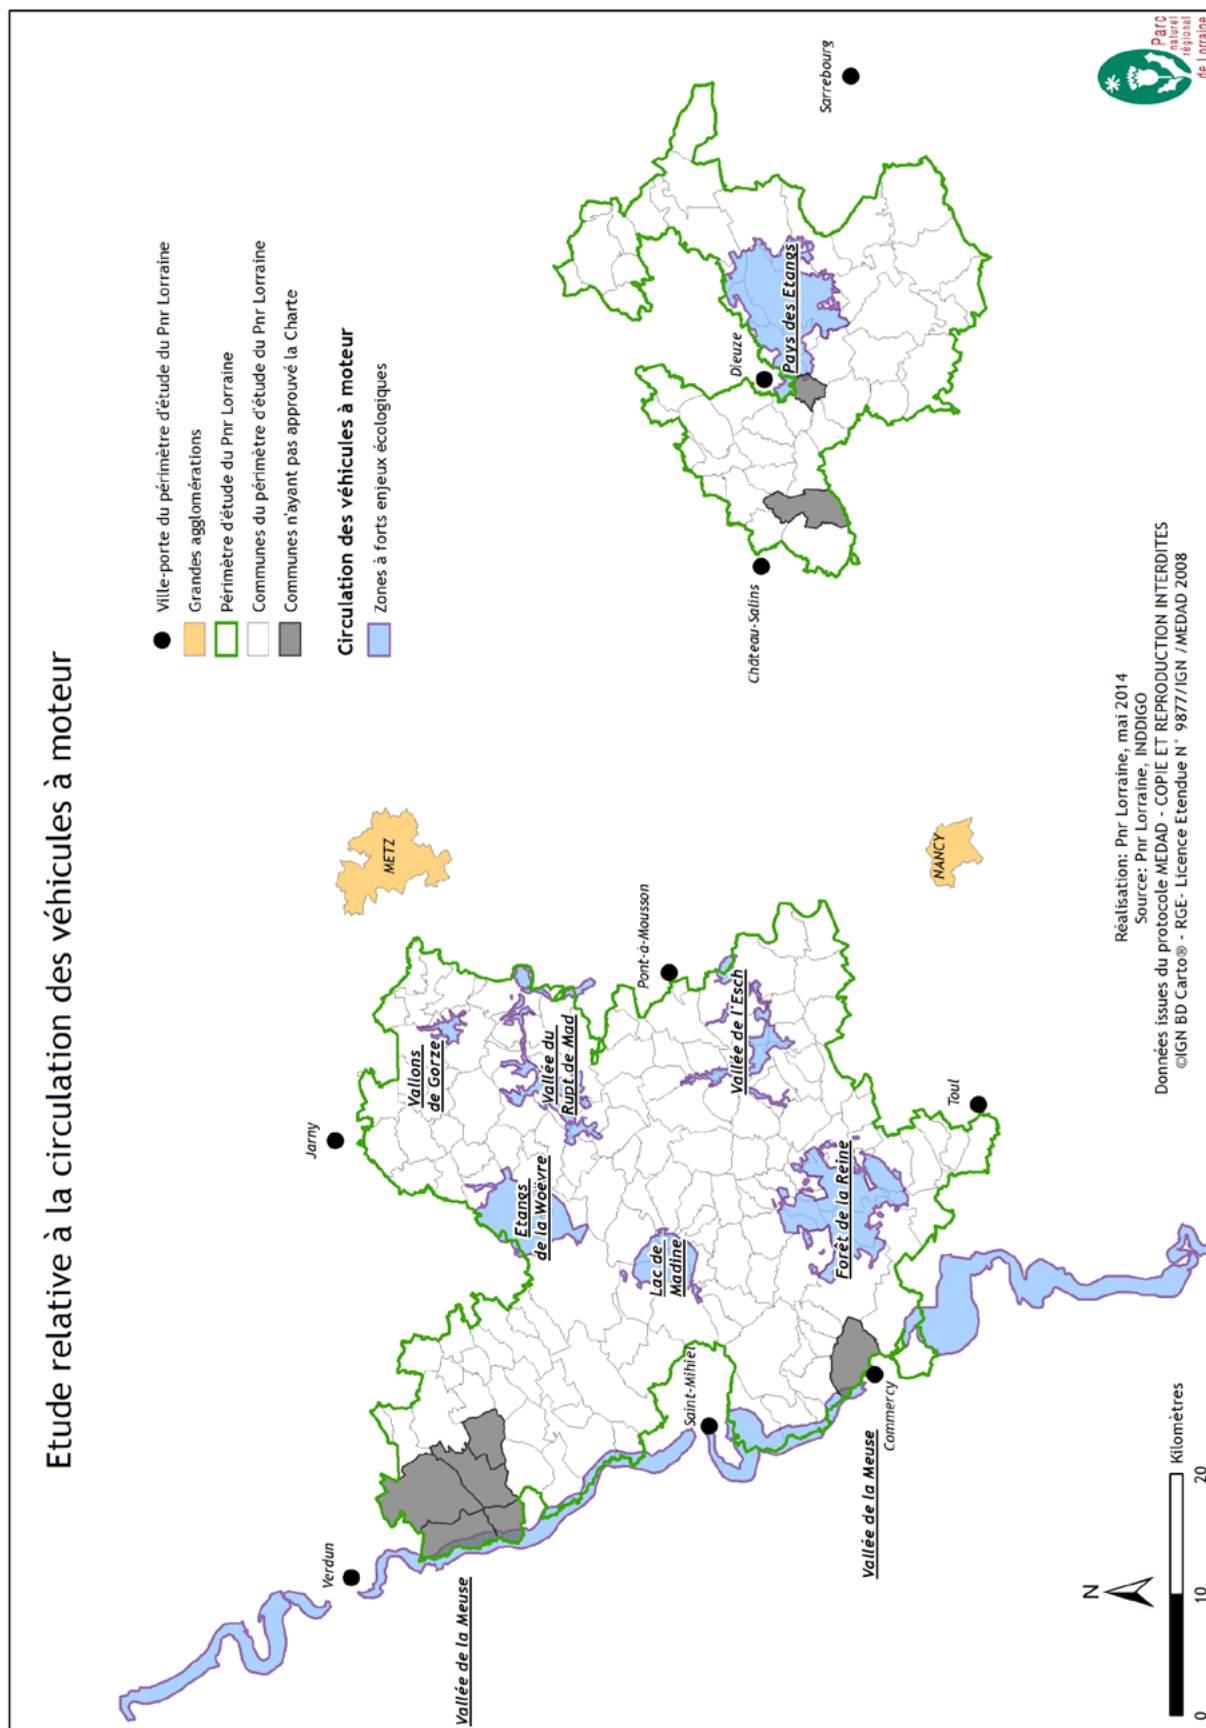 Etude relative à la circulation des véhicules à moteur
Ville-porte du périmètre d'étude du Pnr Lorraine
Grandes agglomérations
Périmètre d'étude du Pnr Lorraine
Communes du périmètre d'étude du Pnr Lorraine
Communes n'ayant pas approuvé la Charte
Circulation des véhicules à moteur
Zones à forts enjeux écologiques
Verdun
Jarny
METZ
Vallons
de Gorze
Vallée de la Meuse
Etangs
de la Woëvre
Vallée du
Rupt de Mad
Pont-à-Mousson
Lac de
Madine
Saint-Mihiel
Vallée de l'Esch
Château-Salins
Dieuze
Pays des Etangs
Sarrebourg
Forêt de la Reine
Vallée de la Meuse
Commercy
Toul
NANCY
N
0 10 20 Kilomètres
Réalisation: Pnr Lorraine, mai 2014
Source: Pnr Lorraine, INDDIGO
Données issues du protocole MEDAD - COPIE ET REPRODUCTION INTERDITES
©IGN BD Carto® - RGE- Licence Etendue N° 9877/IGN /MEDAD 2008
Parc
naturel
régional
de Lorraine